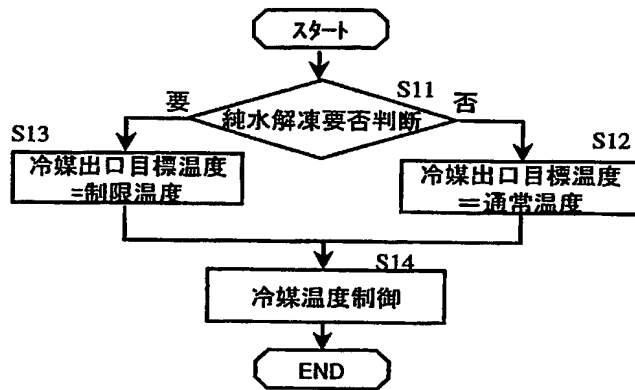 スタート
S11
要
否
純水解凍要否判断
S13
S12
冷媒出口目標温度
=制限温度
冷媒出口目標温度
＝通常温度
S14
冷媒温度制御
END